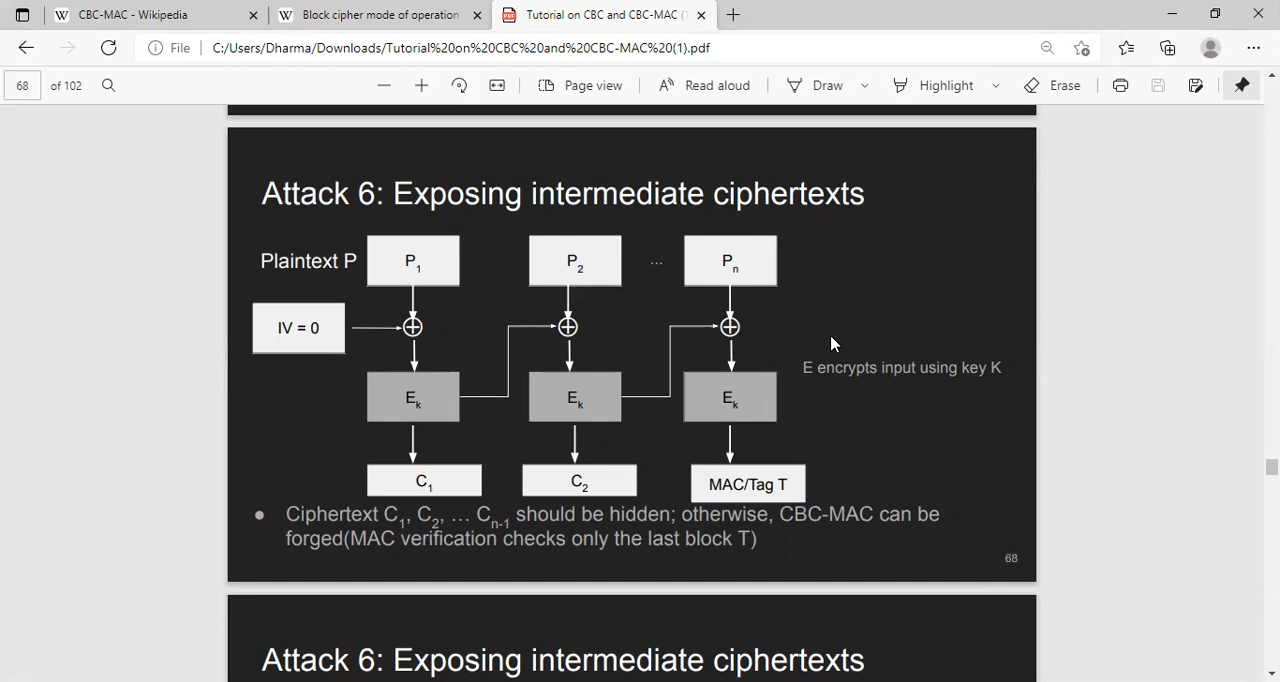 CBC-MAC - Wikipedia
Block cipher mode of operation
Tutorial on CBC and CBC-MAC (1
File
C:/Users/Dharma/Downloads/Tutorial%20on%20CBC%20and%20CBC-MAC%20(1).pdf
68 of 102
Page view
Read aloud
Draw
Highlight
Erase
Attack 6: Exposing intermediate ciphertexts
Plaintext P P1 P2 ... Pn
IV = 0
E encrypts input using key K
Ek Ek Ek
C1 C2 MAC/Tag T
● Ciphertext C1, C2, … Cn-1 should be hidden; otherwise, CBC-MAC can be
forged(MAC verification checks only the last block T)
68
Attack 6: Exposing intermediate ciphertexts